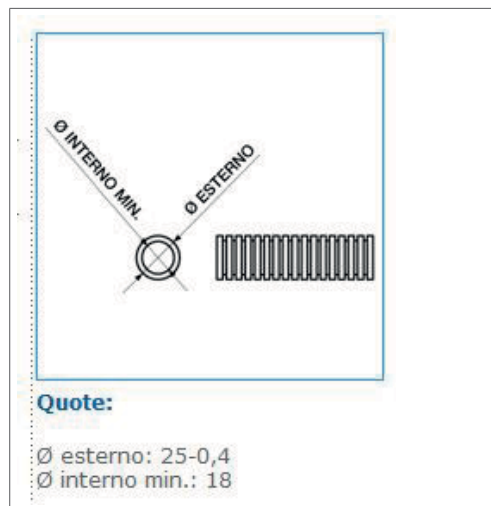 Ø INTERNO MIN.
Ø ESTERNO
Quote:
Ø esterno: 25-0,4
Ø interno min.: 18